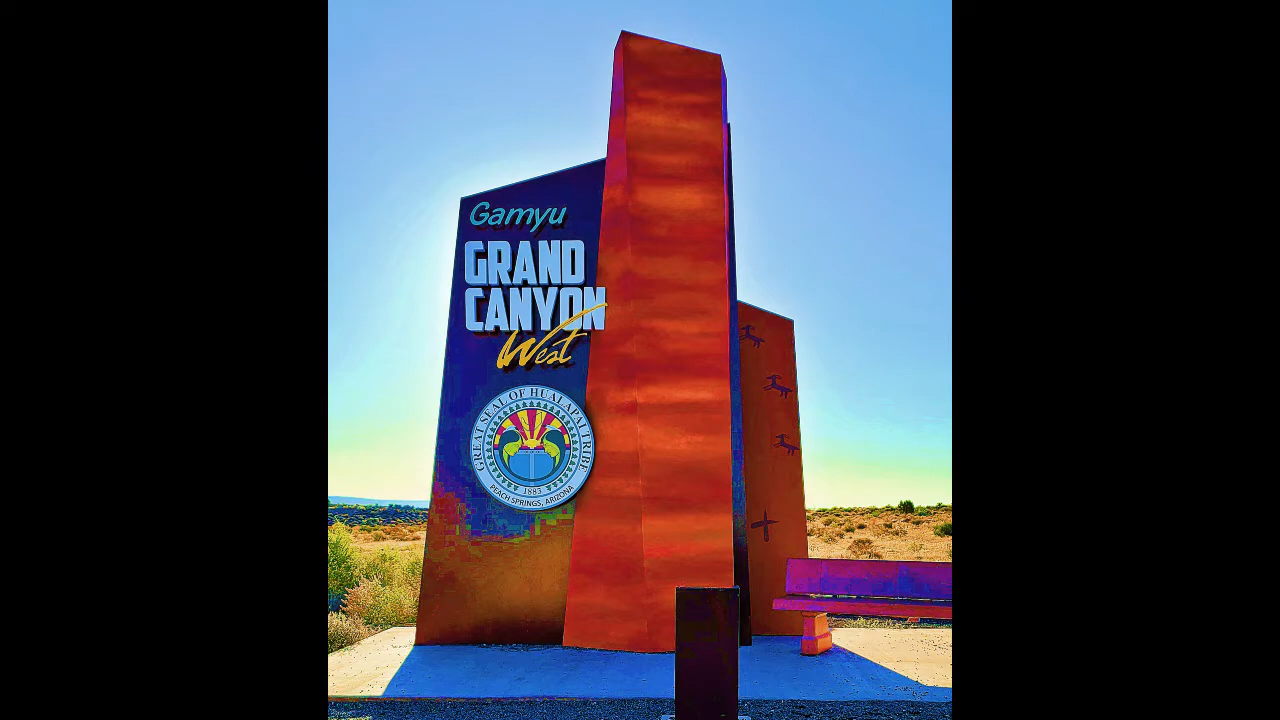 Gamyu
GRAND
CANYON
West
GREAT SEAL OF HUALAPAI TRIBE
1883
PEACH SPRINGS, ARIZONA